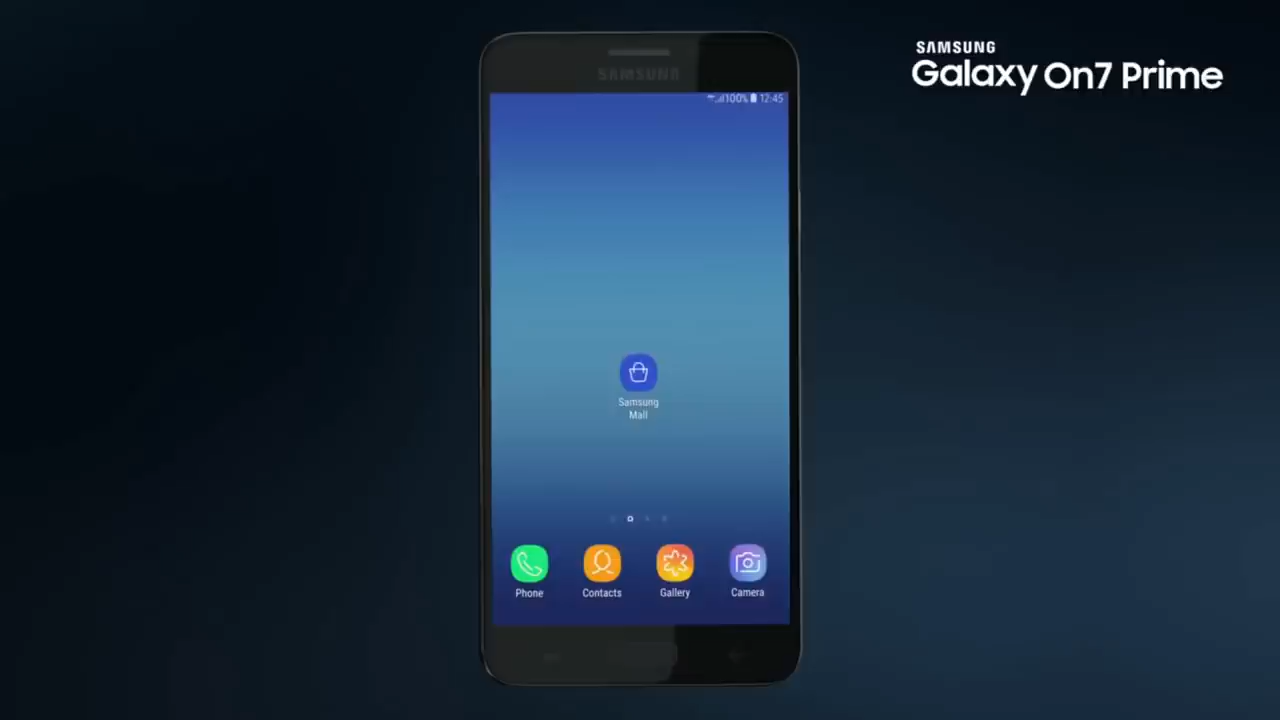 SAMSUNG
Galaxy On7 Prime
SAMSUNG
100% 12:45
Samsung
Mall
Phone
Contacts
Gallery
Camera